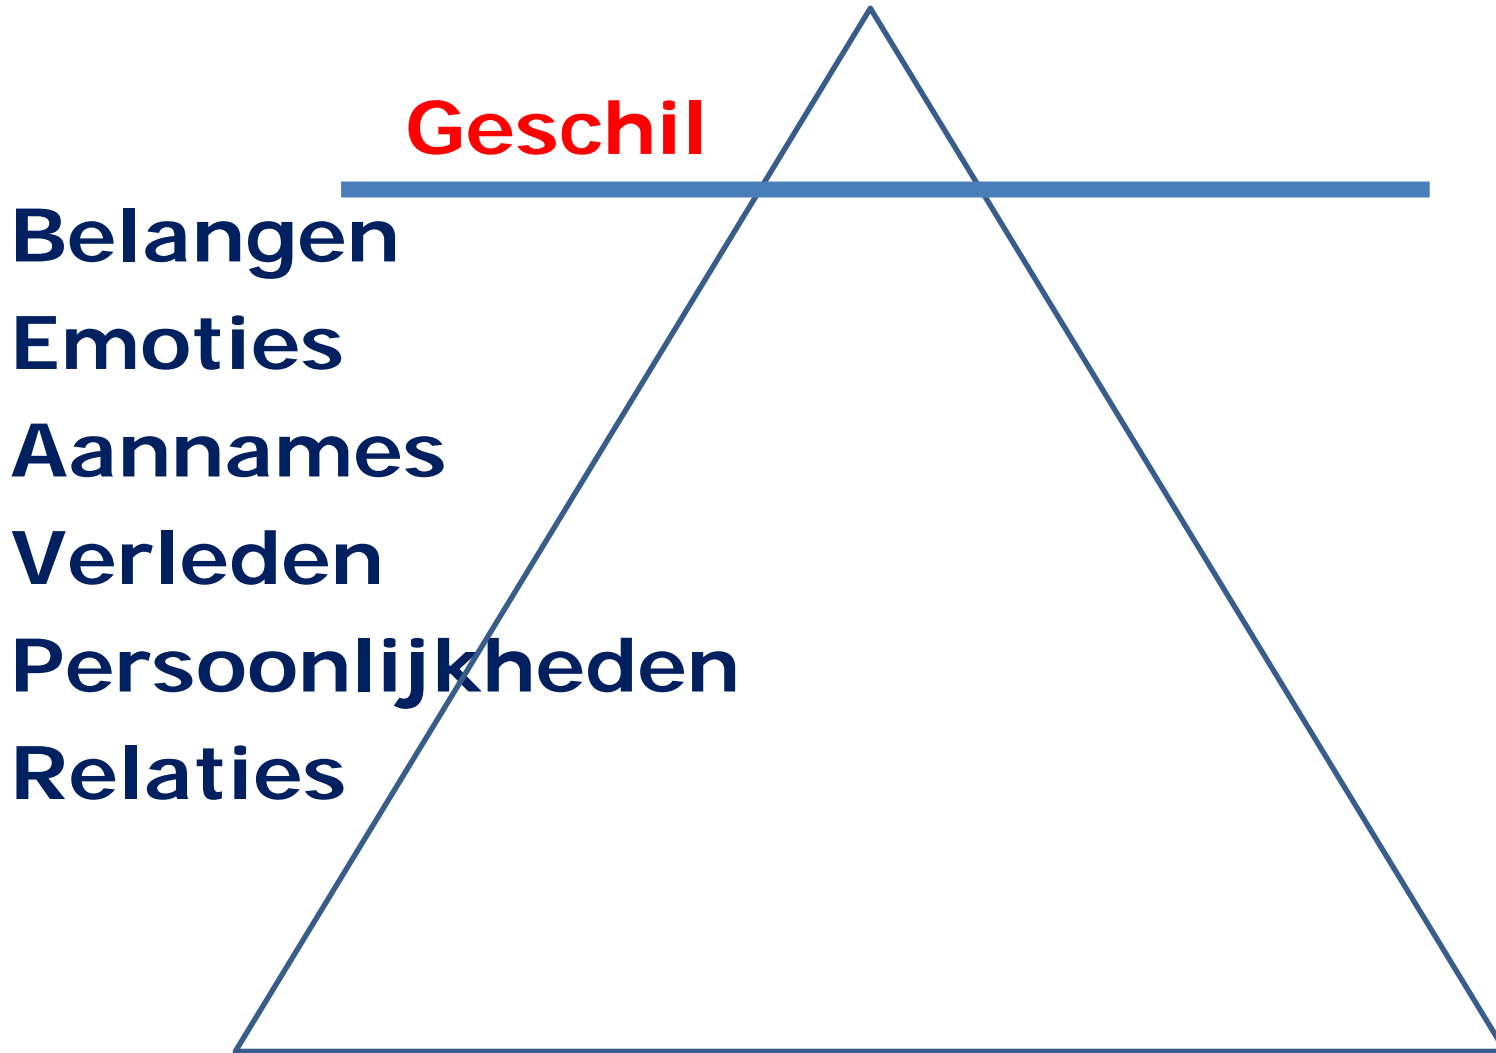 Geschil
Belangen
Emoties
Aannames
Verleden
Persoonlijkheden
Relaties